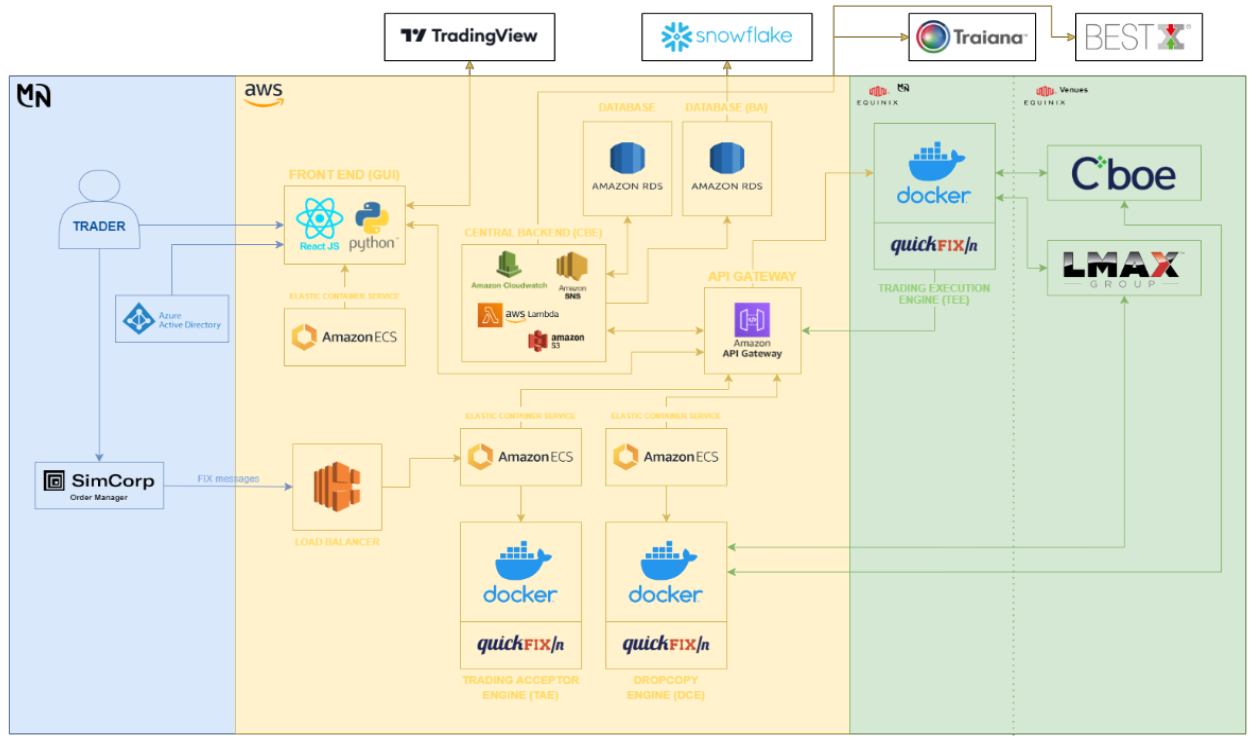 TradingView
snowflake
Traiana
BEST X
MN
aws
EQUINIX
MN
EQUINIX
Venues
DATABASE
DATABASE (BA)
AMAZON RDS
AMAZON RDS
docker
Cboe
FRONT END (GUI)
TRADER
React JS
python
CENTRAL BACKEND (CBE)
Amazon Cloudwatch
Amazon
SNS
aws Lambda
amazon
S3
quickFIX/n
LMAX
GROUP
API GATEWAY
TRADING EXECUTION
ENGINE (TEE)
Azure
Active Directory
ELASTIC CONTAINER SERVICE
Amazon ECS
Amazon
API Gateway
ELASTIC CONTAINER SERVICE
ELASTIC CONTAINER SERVICE
Amazon ECS
Amazon ECS
SimCorp
Order Manager
FIX messages
LOAD BALANCER
docker
docker
quickFIX/n
quickFIX/n
TRADING ACCEPTOR
ENGINE (TAE)
DROPCOPY
ENGINE (DCE)